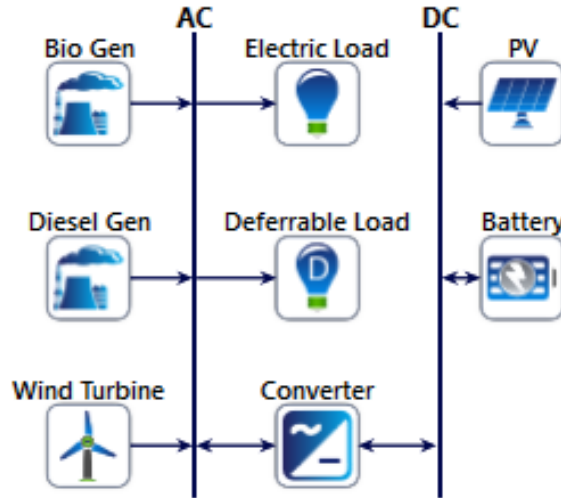 AC
DC
Bio Gen
Electric Load
PV
Diesel Gen
Deferrable Load
Battery
D
Wind Turbine
Converter